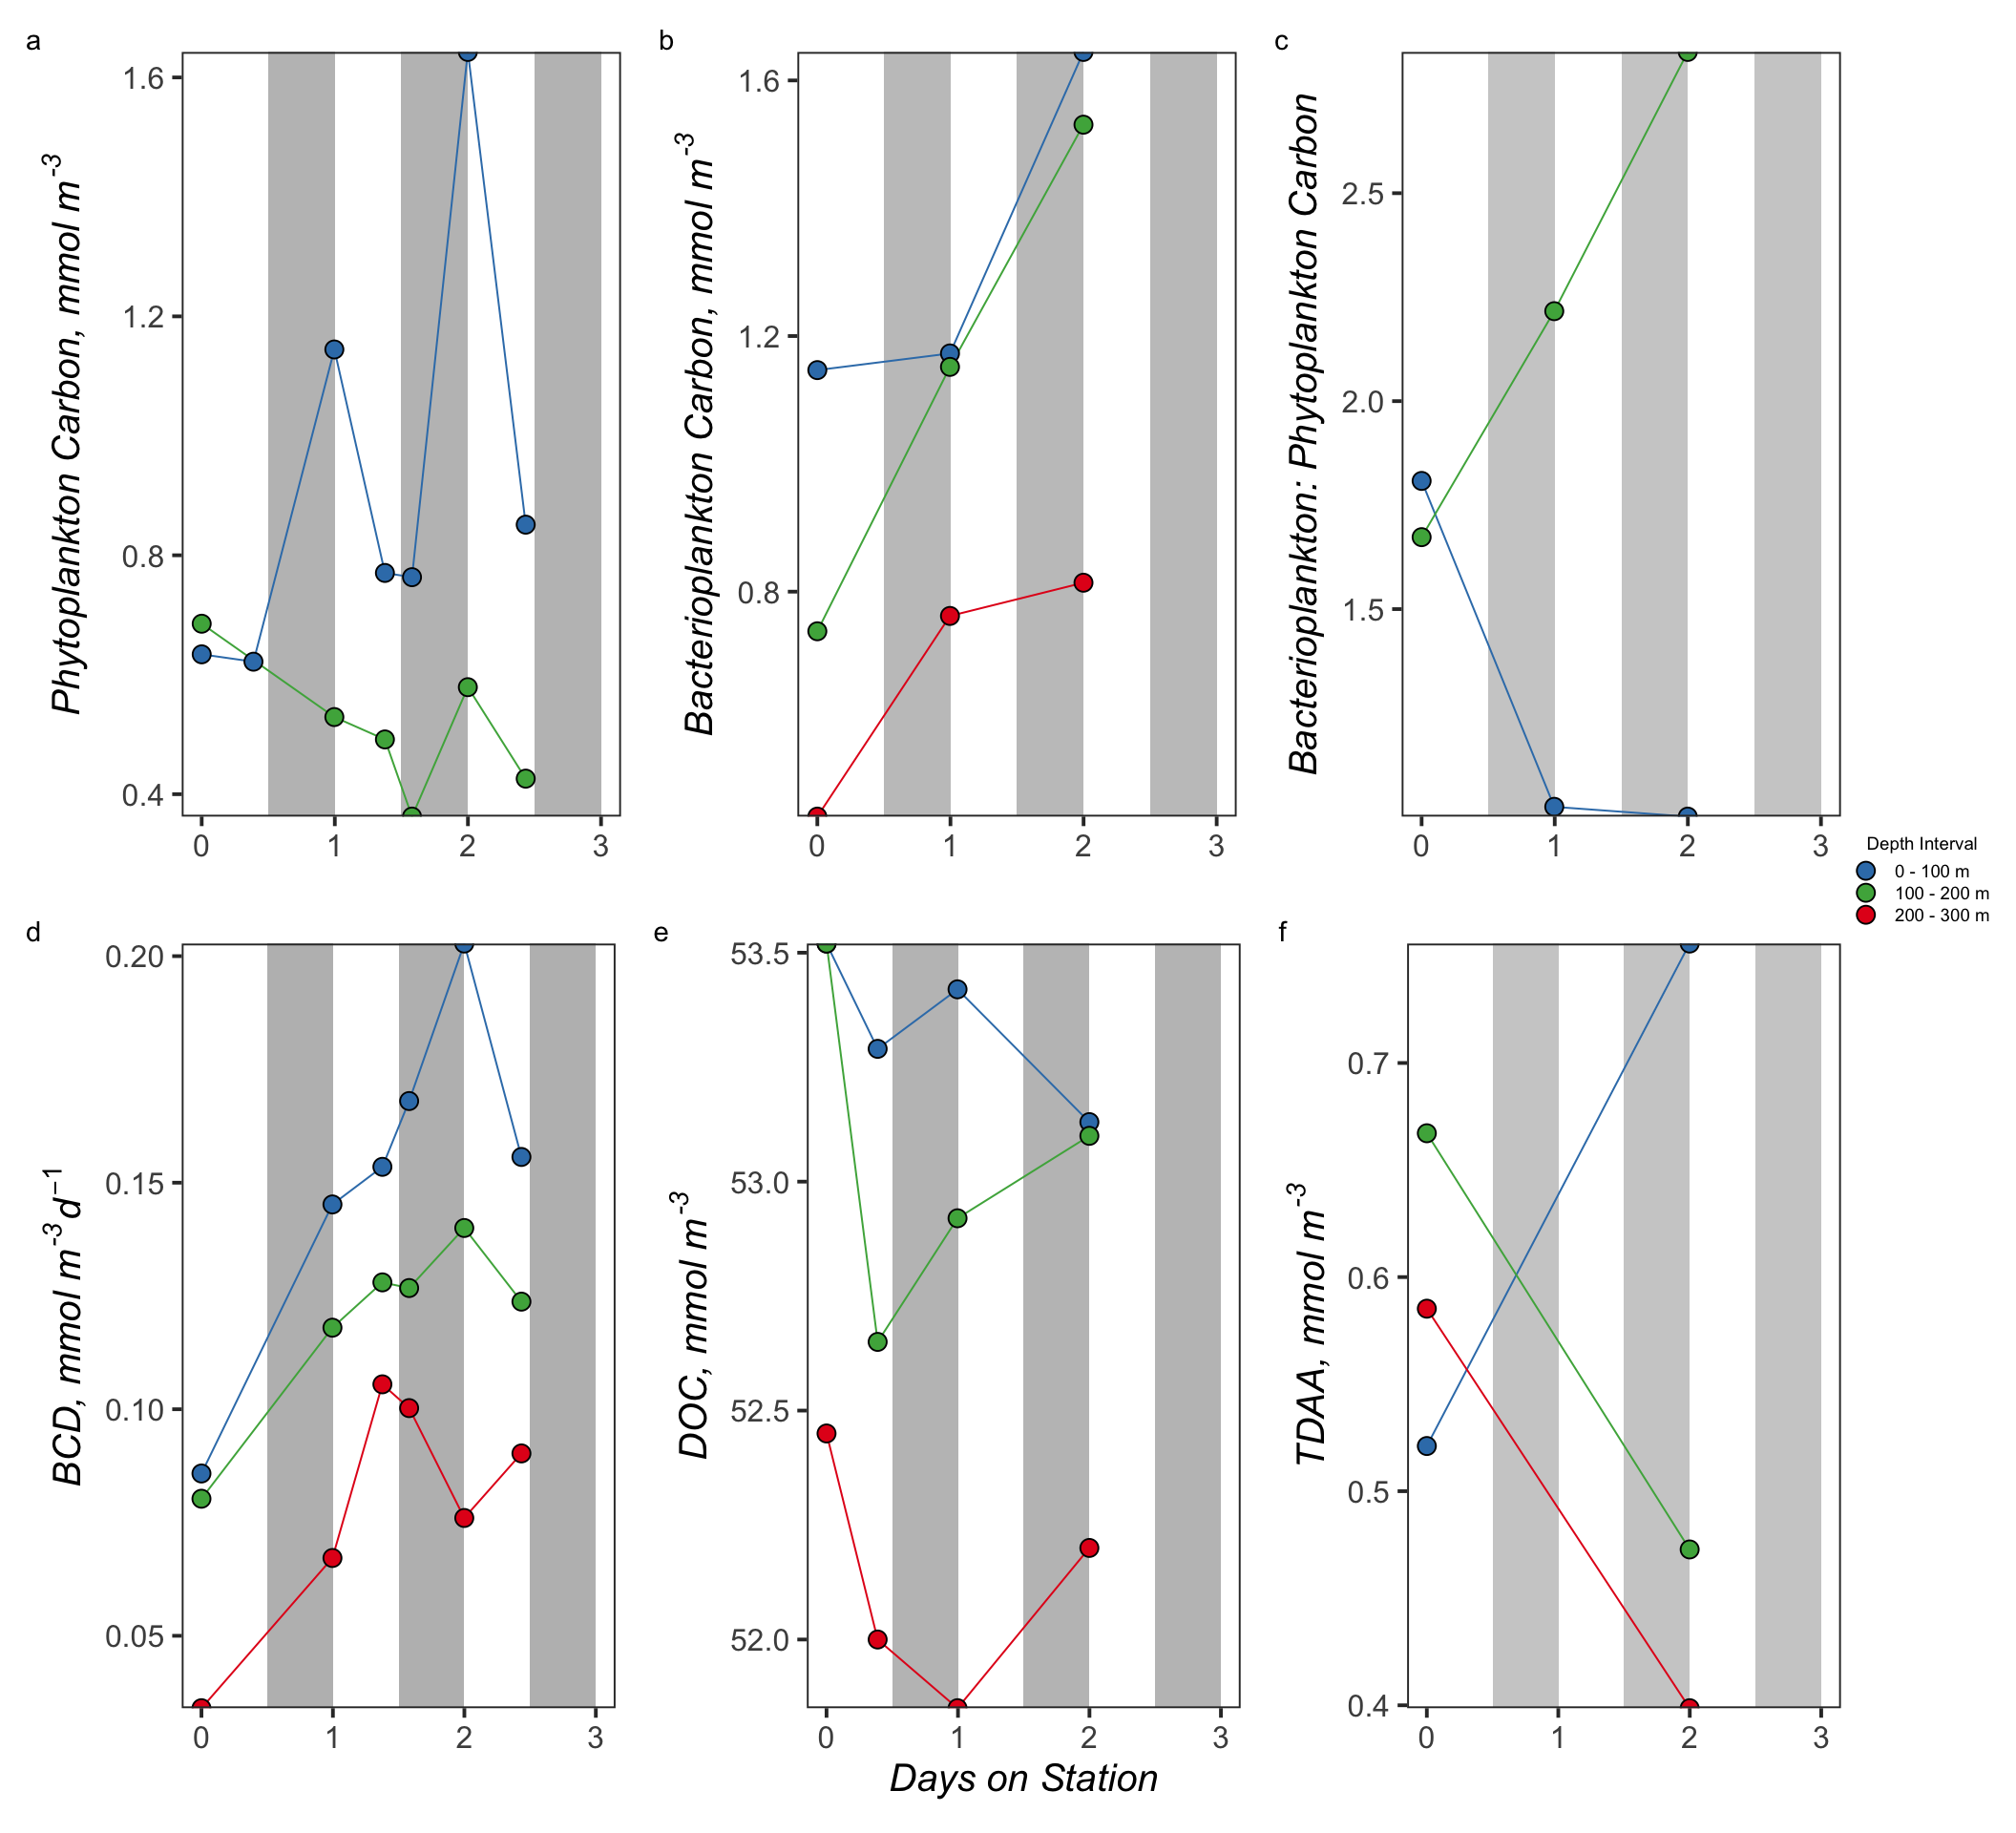 a
Phytoplankton Carbon, mmol m-3
1.6
1.2
0.8
0.4
0 1 2 3
b
Bacterioplankton Carbon, mmol m-3
1.6
1.2
0.8
0 1 2 3
c
Bacterioplankton: Phytoplankton Carbon
2.5
2.0
1.5
0 1 2 3
Depth Interval
0 - 100 m
100 - 200 m
200 - 300 m
d
BCD, mmol m-3 d−1
0.20
0.15
0.10
0.05
0 1 2 3
e
DOC, mmol m-3
53.5
53.0
52.5
52.0
0 1 2 3
f
TDAA, mmol m-3
0.7
0.6
0.5
0.4
0 1 2 3
Days on Station